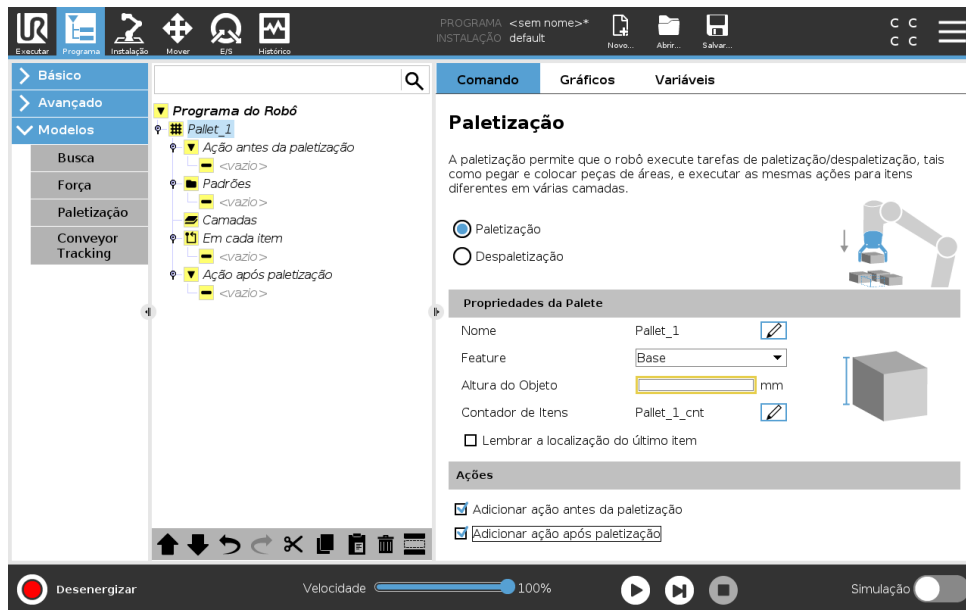 PROGRAMA <sem nome>*
INSTALAÇÃO default
Executar Programa Instalação Mover E/S Histórico Novo... Abrir... Salvar...
C C
C C
Básico
Avançado
Modelos
Busca
Força
Paletização
Conveyor
Tracking
Programa do Robô
Pallet_1
Ação antes da paletização
<vazio>
Padrões
<vazio>
Camadas
Em cada item
<vazio>
Ação após paletização
<vazio>
Comando Gráficos Variáveis
Paletização
A paletização permite que o robô execute tarefas de paletização/despaletização, tais
como pegar e colocar peças de áreas, e executar as mesmas ações para itens
diferentes em várias camadas.
Paletização
Despaletização
Propriedades da Palete
Nome Pallet_1
Feature Base
Altura do Objeto mm
Contador de Itens Pallet_1_cnt
Lembrar a localização do último item
Ações
Adicionar ação antes da paletização
Adicionar ação após paletização
Desenergizar Velocidade 100% Simulação